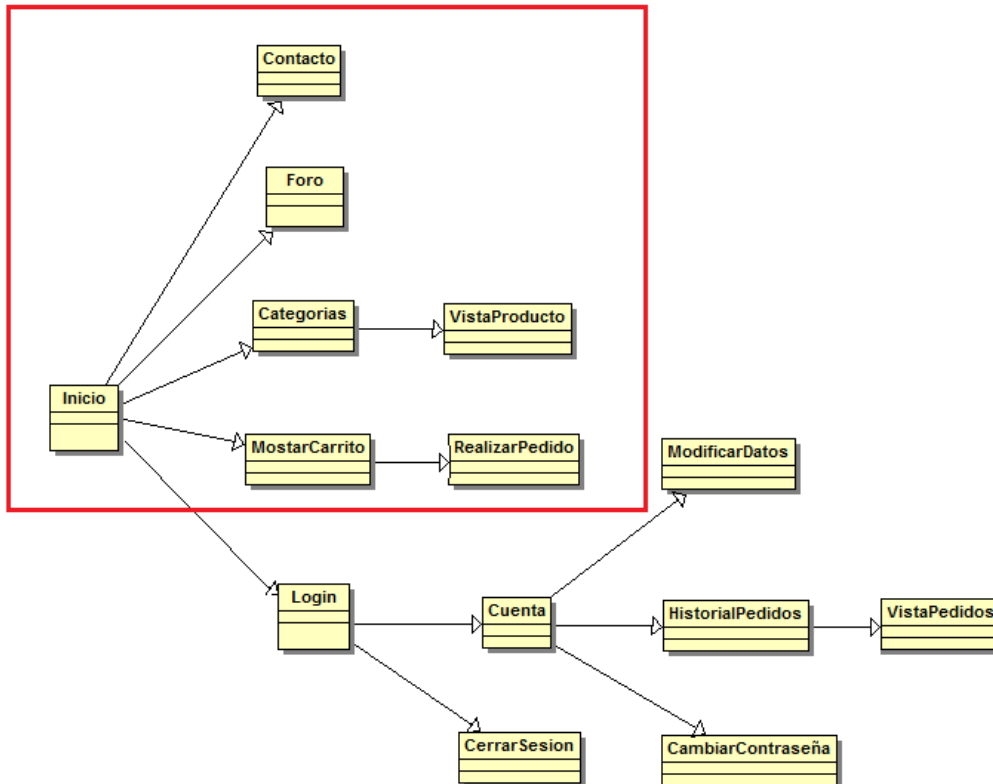 Contacto
Foro
Categorias
VistaProducto
Inicio
MostarCarrito
RealizarPedido
ModificarDatos
Login
Cuenta
HistorialPedidos
VistaPedidos
CerrarSesion
CambiarContraseña